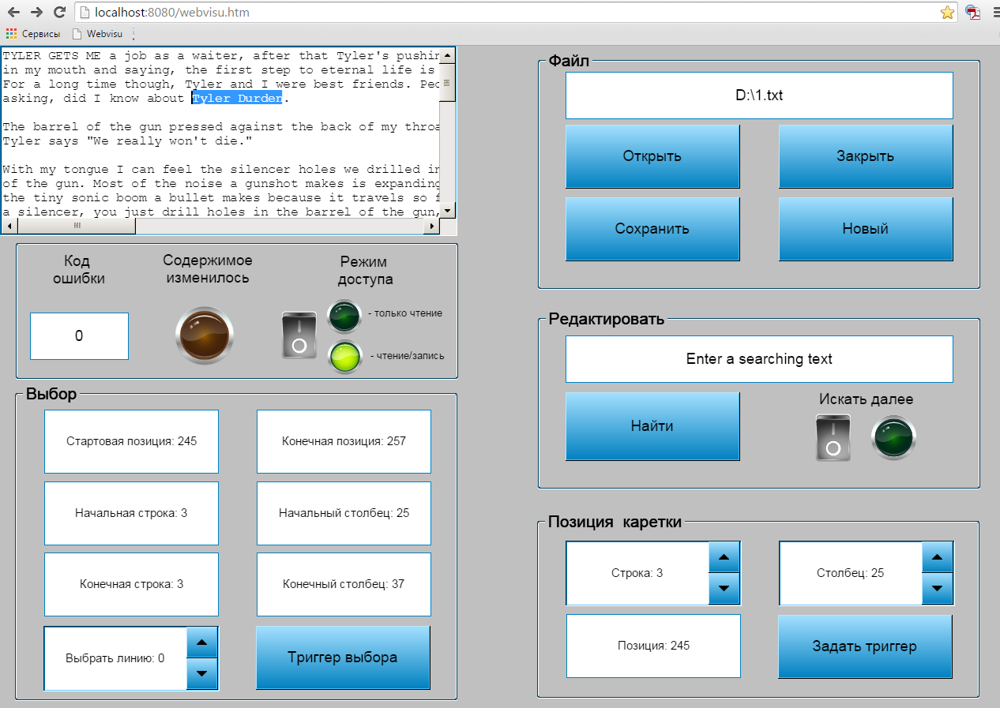 localhost:8080/webvisu.htm
Сервисы
Webvisu
TYLER GETS ME a job as a waiter, after that Tyler's pushin
in my mouth and saying, the first step to eternal life is
For a long time though, Tyler and I were best friends. Peo
asking, did I know about Tyler Durden.
The barrel of the gun pressed against the back of my throa
Tyler says "We really won't die."
With my tongue I can feel the silencer holes we drilled in
of the gun. Most of the noise a gunshot makes is expanding
the tiny sonic boom a bullet makes because it travels so f
a silencer, you just drill holes in the barrel of the gun,
Код
ошибки
0
Содержимое
изменилось
Режим
доступа
- только чтение
- чтение/запись
Выбор
Стартовая позиция: 245
Конечная позиция: 257
Начальная строка: 3
Начальный столбец: 25
Конечная строка: 3
Конечный столбец: 37
Выбрать линию: 0
Триггер выбора
Файл
D:\1.txt
Открыть
Закрыть
Сохранить
Новый
Редактировать
Enter a searching text
Найти
Искать далее
Позиция каретки
Строка: 3
Столбец: 25
Позиция: 245
Задать триггер